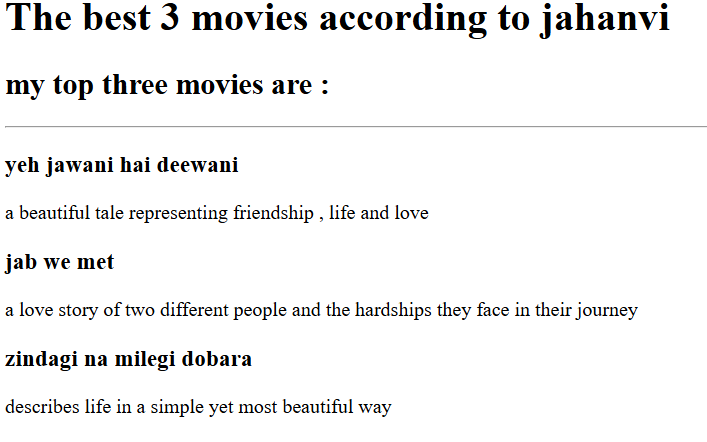 The best 3 movies according to jahanvi
my top three movies are :
yeh jawani hai deewani
a beautiful tale representing friendship , life and love
jab we met
a love story of two different people and the hardships they face in their journey
zindagi na milegi dobara
describes life in a simple yet most beautiful way